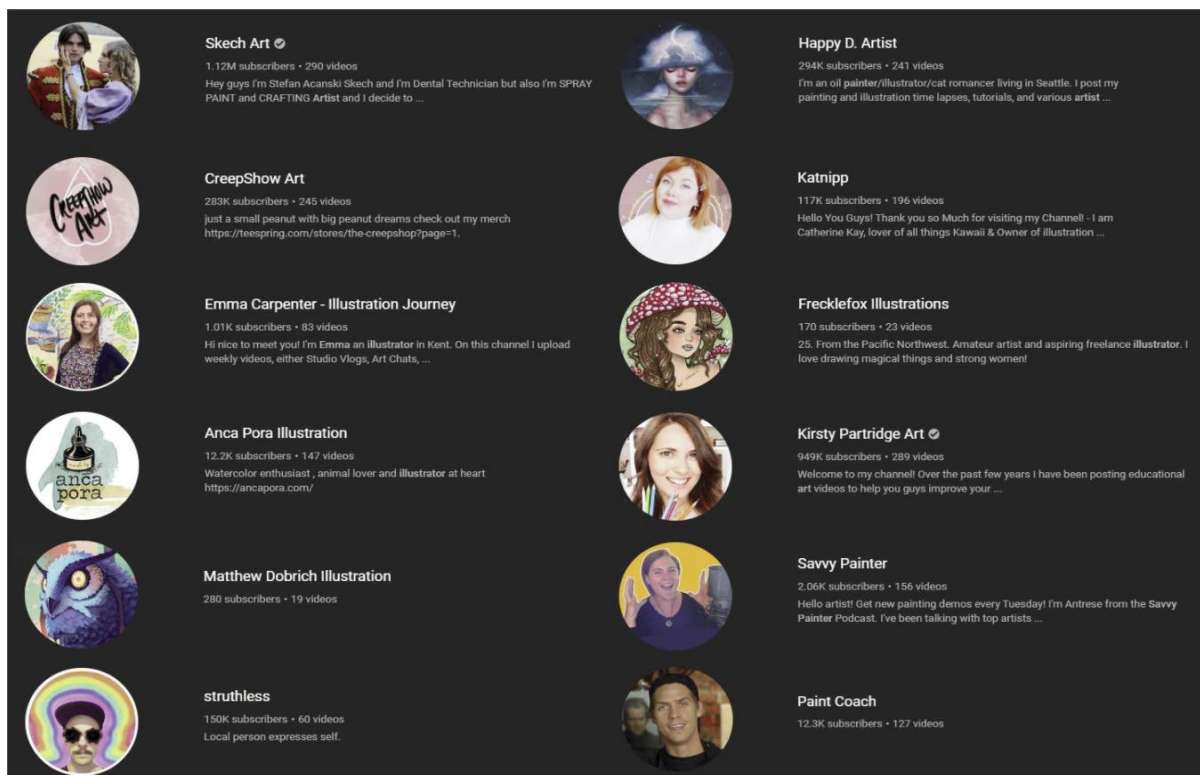 Skech Art
1.12M subscribers • 290 videos
Hey guys I'm Stefan Acanski Skech and I'm Dental Technician but also I'm SPRAY
PAINT and CRAFTING Artist and I decide to ...
CREEPSHOW
ART
CreepShow Art
283K subscribers • 245 videos
just a small peanut with big peanut dreams check out my merch
https://teespring.com/stores/the-creepshop?page=1.
Emma Carpenter - Illustration Journey
1.01K subscribers • 83 videos
Hi nice to meet you! I'm Emma an illustrator in Kent. On this channel I upload
weekly videos, either Studio Vlogs, Art Chats, ...
anca
pora
Anca Pora Illustration
12.2K subscribers • 147 videos
Watercolor enthusiast , animal lover and illustrator at heart
https://ancapora.com/
Matthew Dobrich Illustration
280 subscribers • 19 videos
struthless
150K subscribers • 60 videos
Local person expresses self.
Happy D. Artist
294K subscribers • 241 videos
I'm an oil painter/illustrator/cat romancer living in Seattle. I post my
painting and illustration time lapses, tutorials, and various artist ...
Katnipp
117K subscribers • 196 videos
Hello You Guys! Thank you so Much for visiting my Channel! - I am
Catherine Kay, lover of all things Kawaii & Owner of illustration ...
Frecklefox Illustrations
170 subscribers • 23 videos
25. From the Pacific Northwest. Amateur artist and aspiring freelance illustrator. I
love drawing magical things and strong women!
Kirsty Partridge Art
949K subscribers • 289 videos
Welcome to my channel! Over the past few years I have been posting educational
art videos to help you guys improve your ...
Savvy Painter
2.06K subscribers • 156 videos
Hello artist! Get new painting demos every Tuesday! I'm Antrese from the Savvy
Painter Podcast. I've been talking with top artists ...
Paint Coach
12.3K subscribers • 127 videos